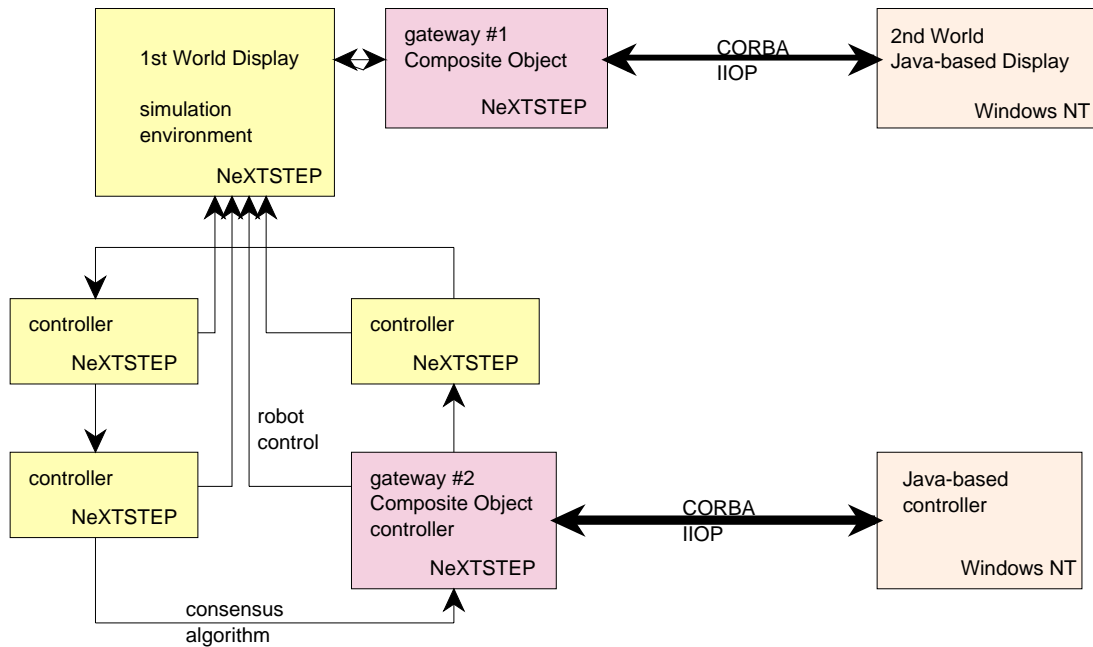 1st World Display
simulation
environment
NeXTSTEP
gateway #1
Composite Object
NeXTSTEP
CORBA
IIOP
2nd World
Java-based Display
Windows NT
controller
NeXTSTEP
controller
NeXTSTEP
robot
control
controller
NeXTSTEP
gateway #2
Composite Object
controller
NeXTSTEP
CORBA
IIOP
Java-based
controller
Windows NT
consensus
algorithm